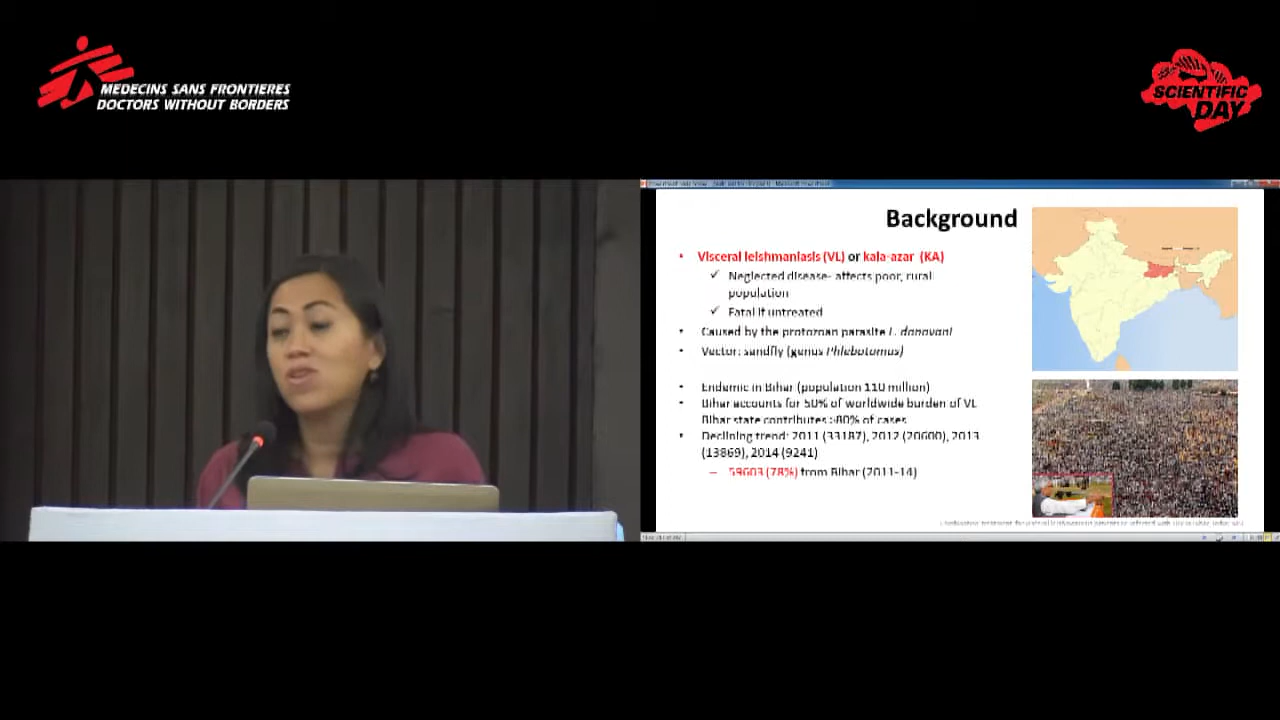 MEDECINS SANS FRONTIERES
DOCTORS WITHOUT BORDERS
SCIENTIFIC
DAY
Background
• Visceral leishmaniasis (VL) or kala-azar (KA)
✓ Neglected disease- affects poor, rural
population
✓ Fatal if untreated
• Caused by the protozoan parasite L. donovani
• Vector: sandfly (genus Phlebotomus)
• Endemic in Bihar (population 110 million)
• Bihar accounts for 50% of worldwide burden of VL
Bihar state contributes >80% of cases
• Declining trend: 2011 (33187), 2012 (20600), 2013
(13869), 2014 (9241)
– 59603 (78%) from Bihar (2011-14)